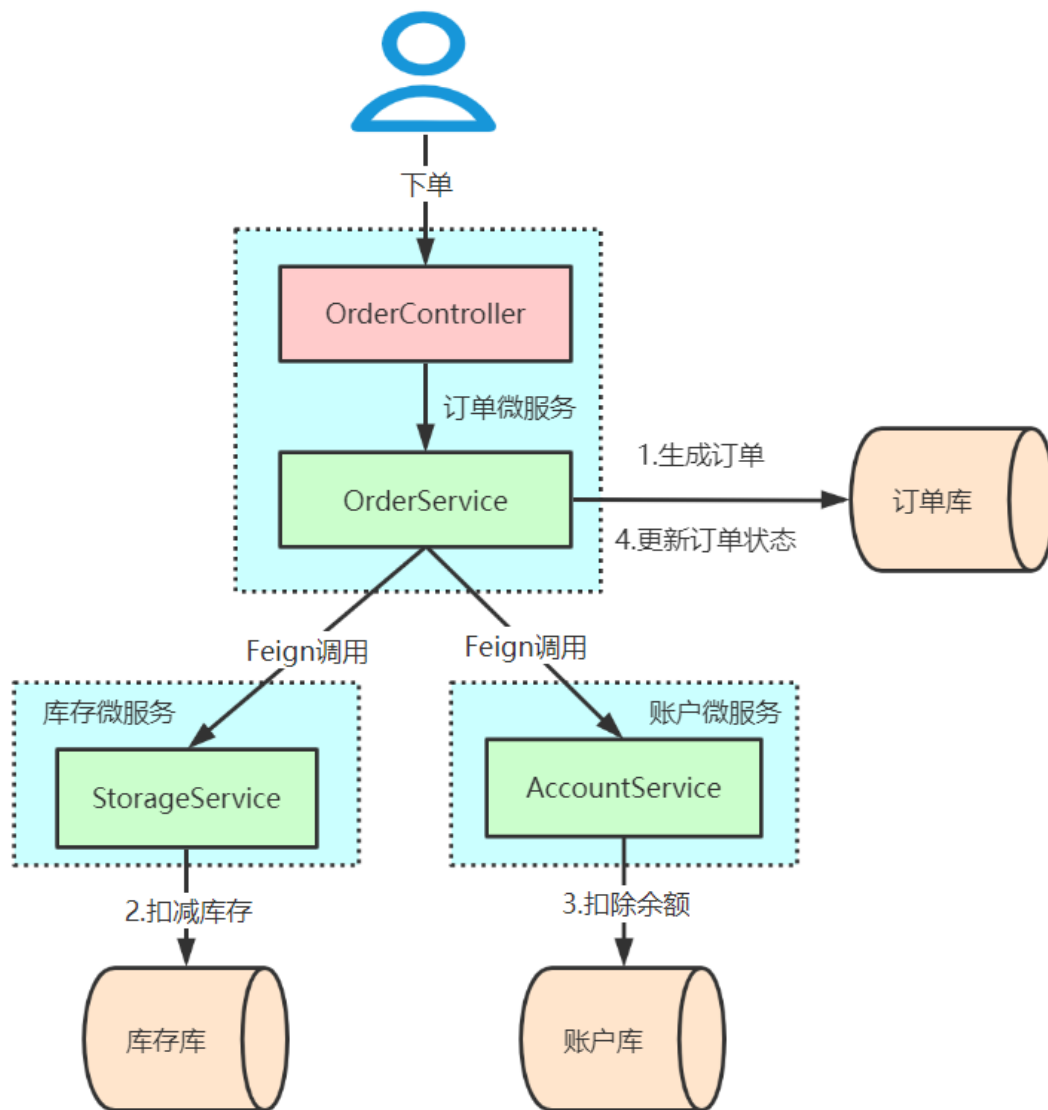 下单
OrderController
订单微服务
OrderService
1.生成订单
4.更新订单状态
订单库
Feign调用
Feign调用
库存微服务
账户微服务
StorageService
AccountService
2.扣减库存
3.扣除余额
库存库
账户库